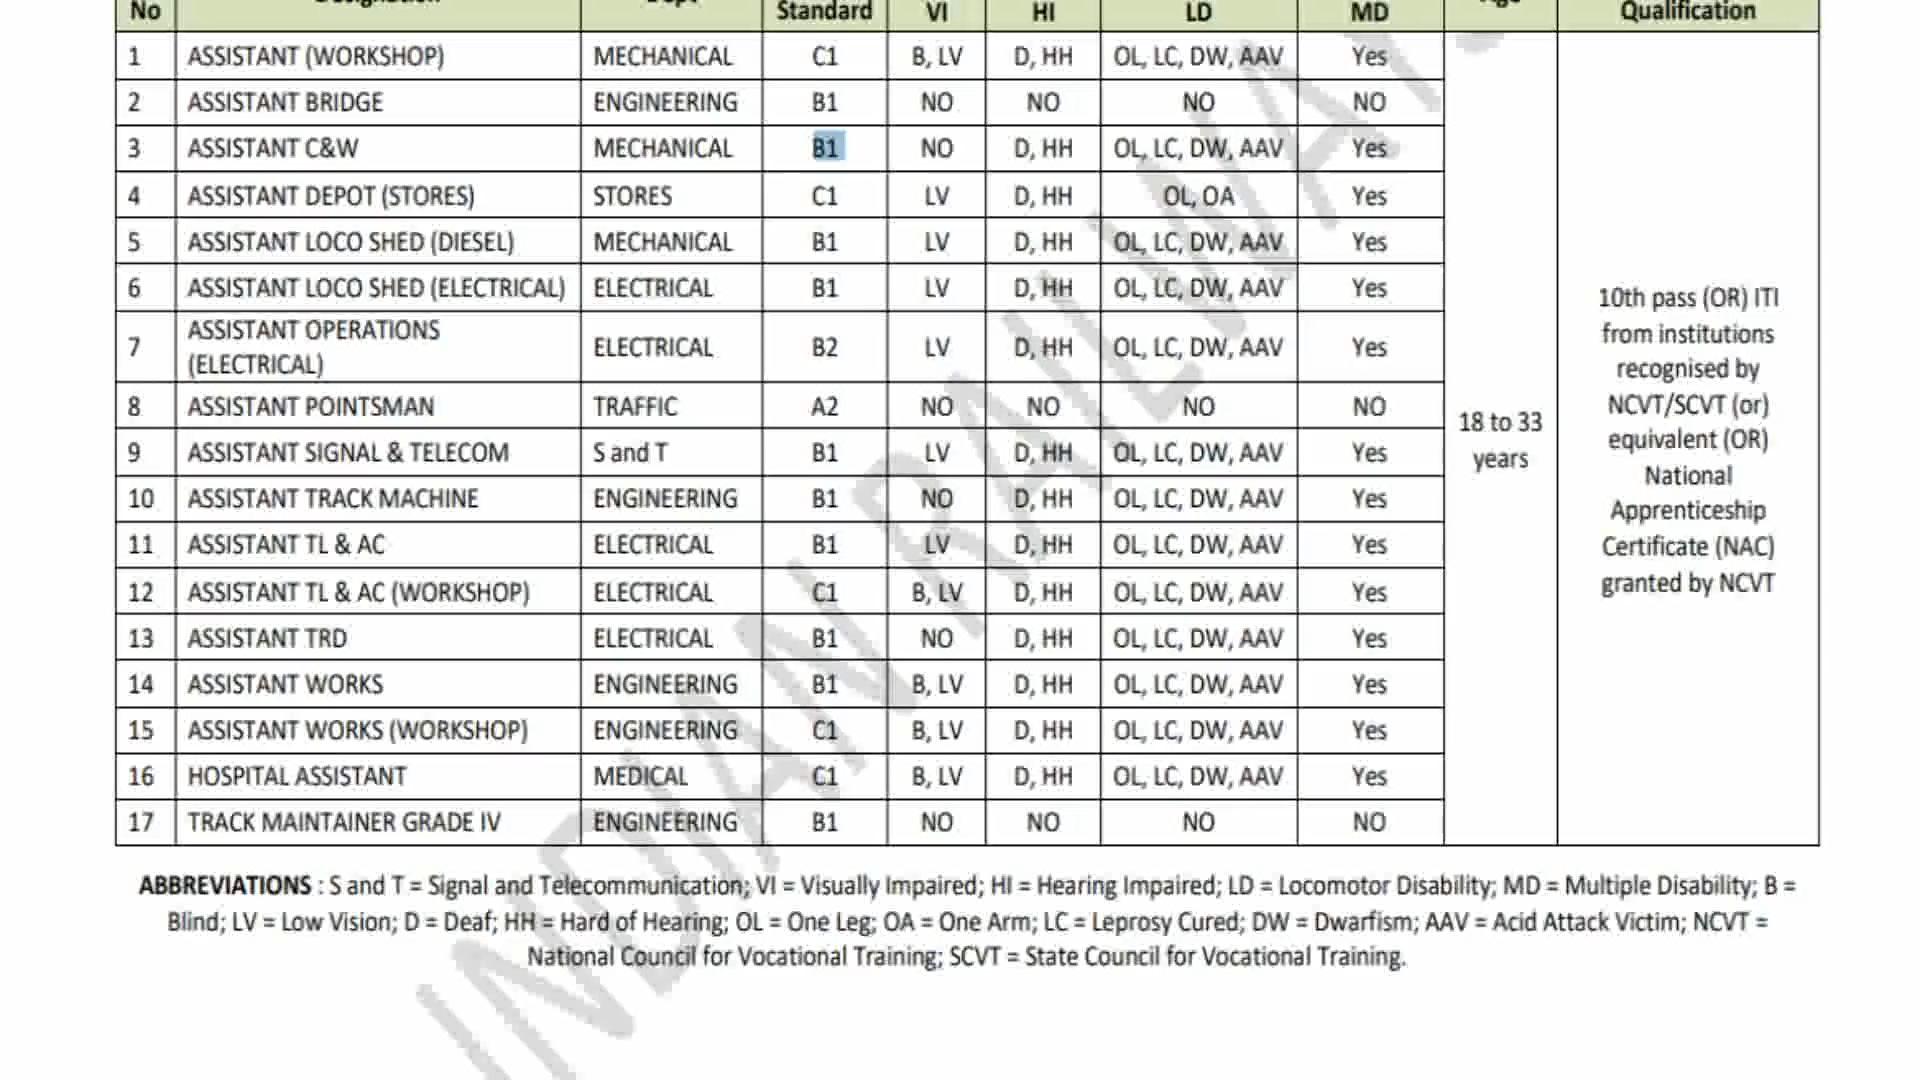 No Standard VI HI LD MD Qualification
1 ASSISTANT (WORKSHOP) MECHANICAL C1 B, LV D, HH OL, LC, DW, AAV Yes
2 ASSISTANT BRIDGE ENGINEERING B1 NO NO NO NO
3 ASSISTANT C&W MECHANICAL B1 NO D, HH OL, LC, DW, AAV Yes
4 ASSISTANT DEPOT (STORES) STORES C1 LV D, HH OL, OA Yes
5 ASSISTANT LOCO SHED (DIESEL) MECHANICAL B1 LV D, HH OL, LC, DW, AAV Yes
6 ASSISTANT LOCO SHED (ELECTRICAL) ELECTRICAL B1 LV D, HH OL, LC, DW, AAV Yes
7 ASSISTANT OPERATIONS
(ELECTRICAL) ELECTRICAL B2 LV D, HH OL, LC, DW, AAV Yes
8 ASSISTANT POINTSMAN TRAFFIC A2 NO NO NO NO
9 ASSISTANT SIGNAL & TELECOM S and T B1 LV D, HH OL, LC, DW, AAV Yes
10 ASSISTANT TRACK MACHINE ENGINEERING B1 NO D, HH OL, LC, DW, AAV Yes
11 ASSISTANT TL & AC ELECTRICAL B1 LV D, HH OL, LC, DW, AAV Yes
12 ASSISTANT TL & AC (WORKSHOP) ELECTRICAL C1 B, LV D, HH OL, LC, DW, AAV Yes
13 ASSISTANT TRD ELECTRICAL B1 NO D, HH OL, LC, DW, AAV Yes
14 ASSISTANT WORKS ENGINEERING B1 B, LV D, HH OL, LC, DW, AAV Yes
15 ASSISTANT WORKS (WORKSHOP) ENGINEERING C1 B, LV D, HH OL, LC, DW, AAV Yes
16 HOSPITAL ASSISTANT MEDICAL C1 B, LV D, HH OL, LC, DW, AAV Yes
17 TRACK MAINTAINER GRADE IV ENGINEERING B1 NO NO NO NO
18 to 33
years
10th pass (OR) ITI
from institutions
recognised by
NCVT/SCVT (or)
equivalent (OR)
National
Apprenticeship
Certificate (NAC)
granted by NCVT
ABBREVIATIONS : S and T = Signal and Telecommunication; VI = Visually Impaired; HI = Hearing Impaired; LD = Locomotor Disability; MD = Multiple Disability; B =
Blind; LV = Low Vision; D = Deaf; HH = Hard of Hearing; OL = One Leg; OA = One Arm; LC = Leprosy Cured; DW = Dwarfism; AAV = Acid Attack Victim; NCVT =
National Council for Vocational Training; SCVT = State Council for Vocational Training.
INDIAN RAILWAYS